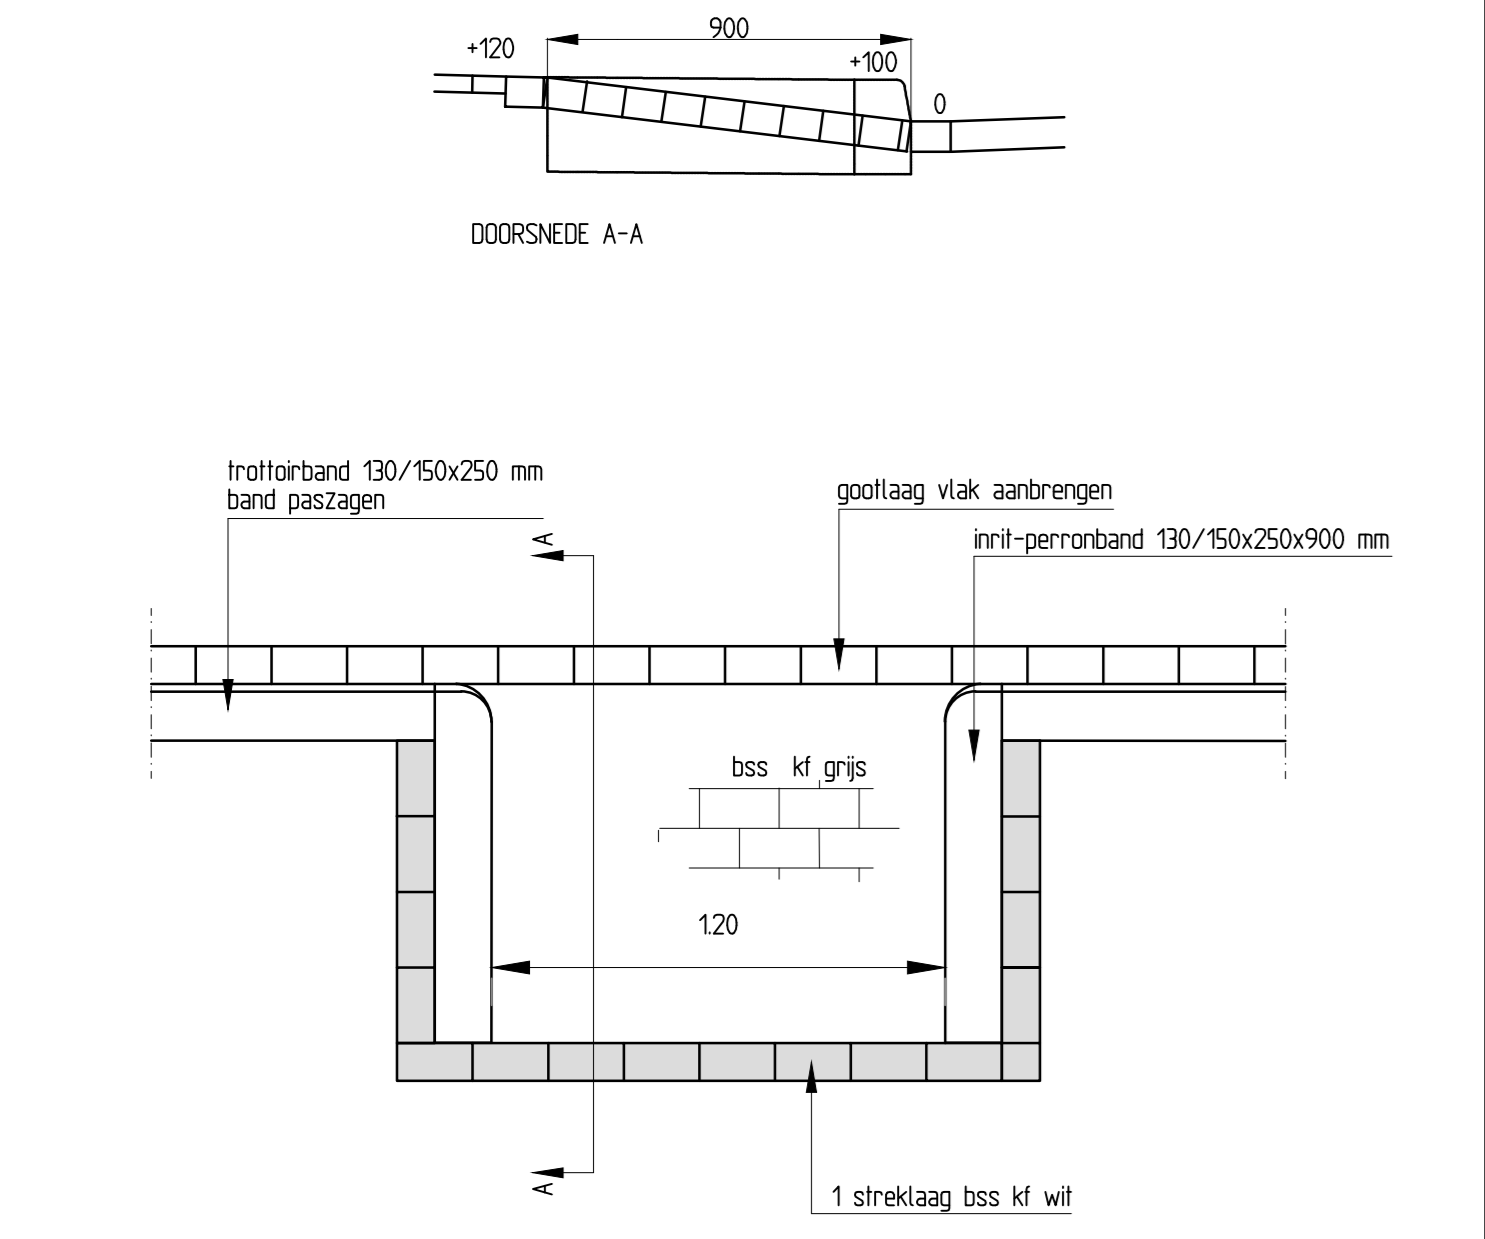 900
+120
+100
0
DOORSNEDE A-A
trottoirband 130/150x250 mm
band paszagen
gootlaag vlak aanbrengen
A
inrit-perronband 130/150x250x900 mm
bss kf grijs
1.20
A
1 streklaag bss kf wit